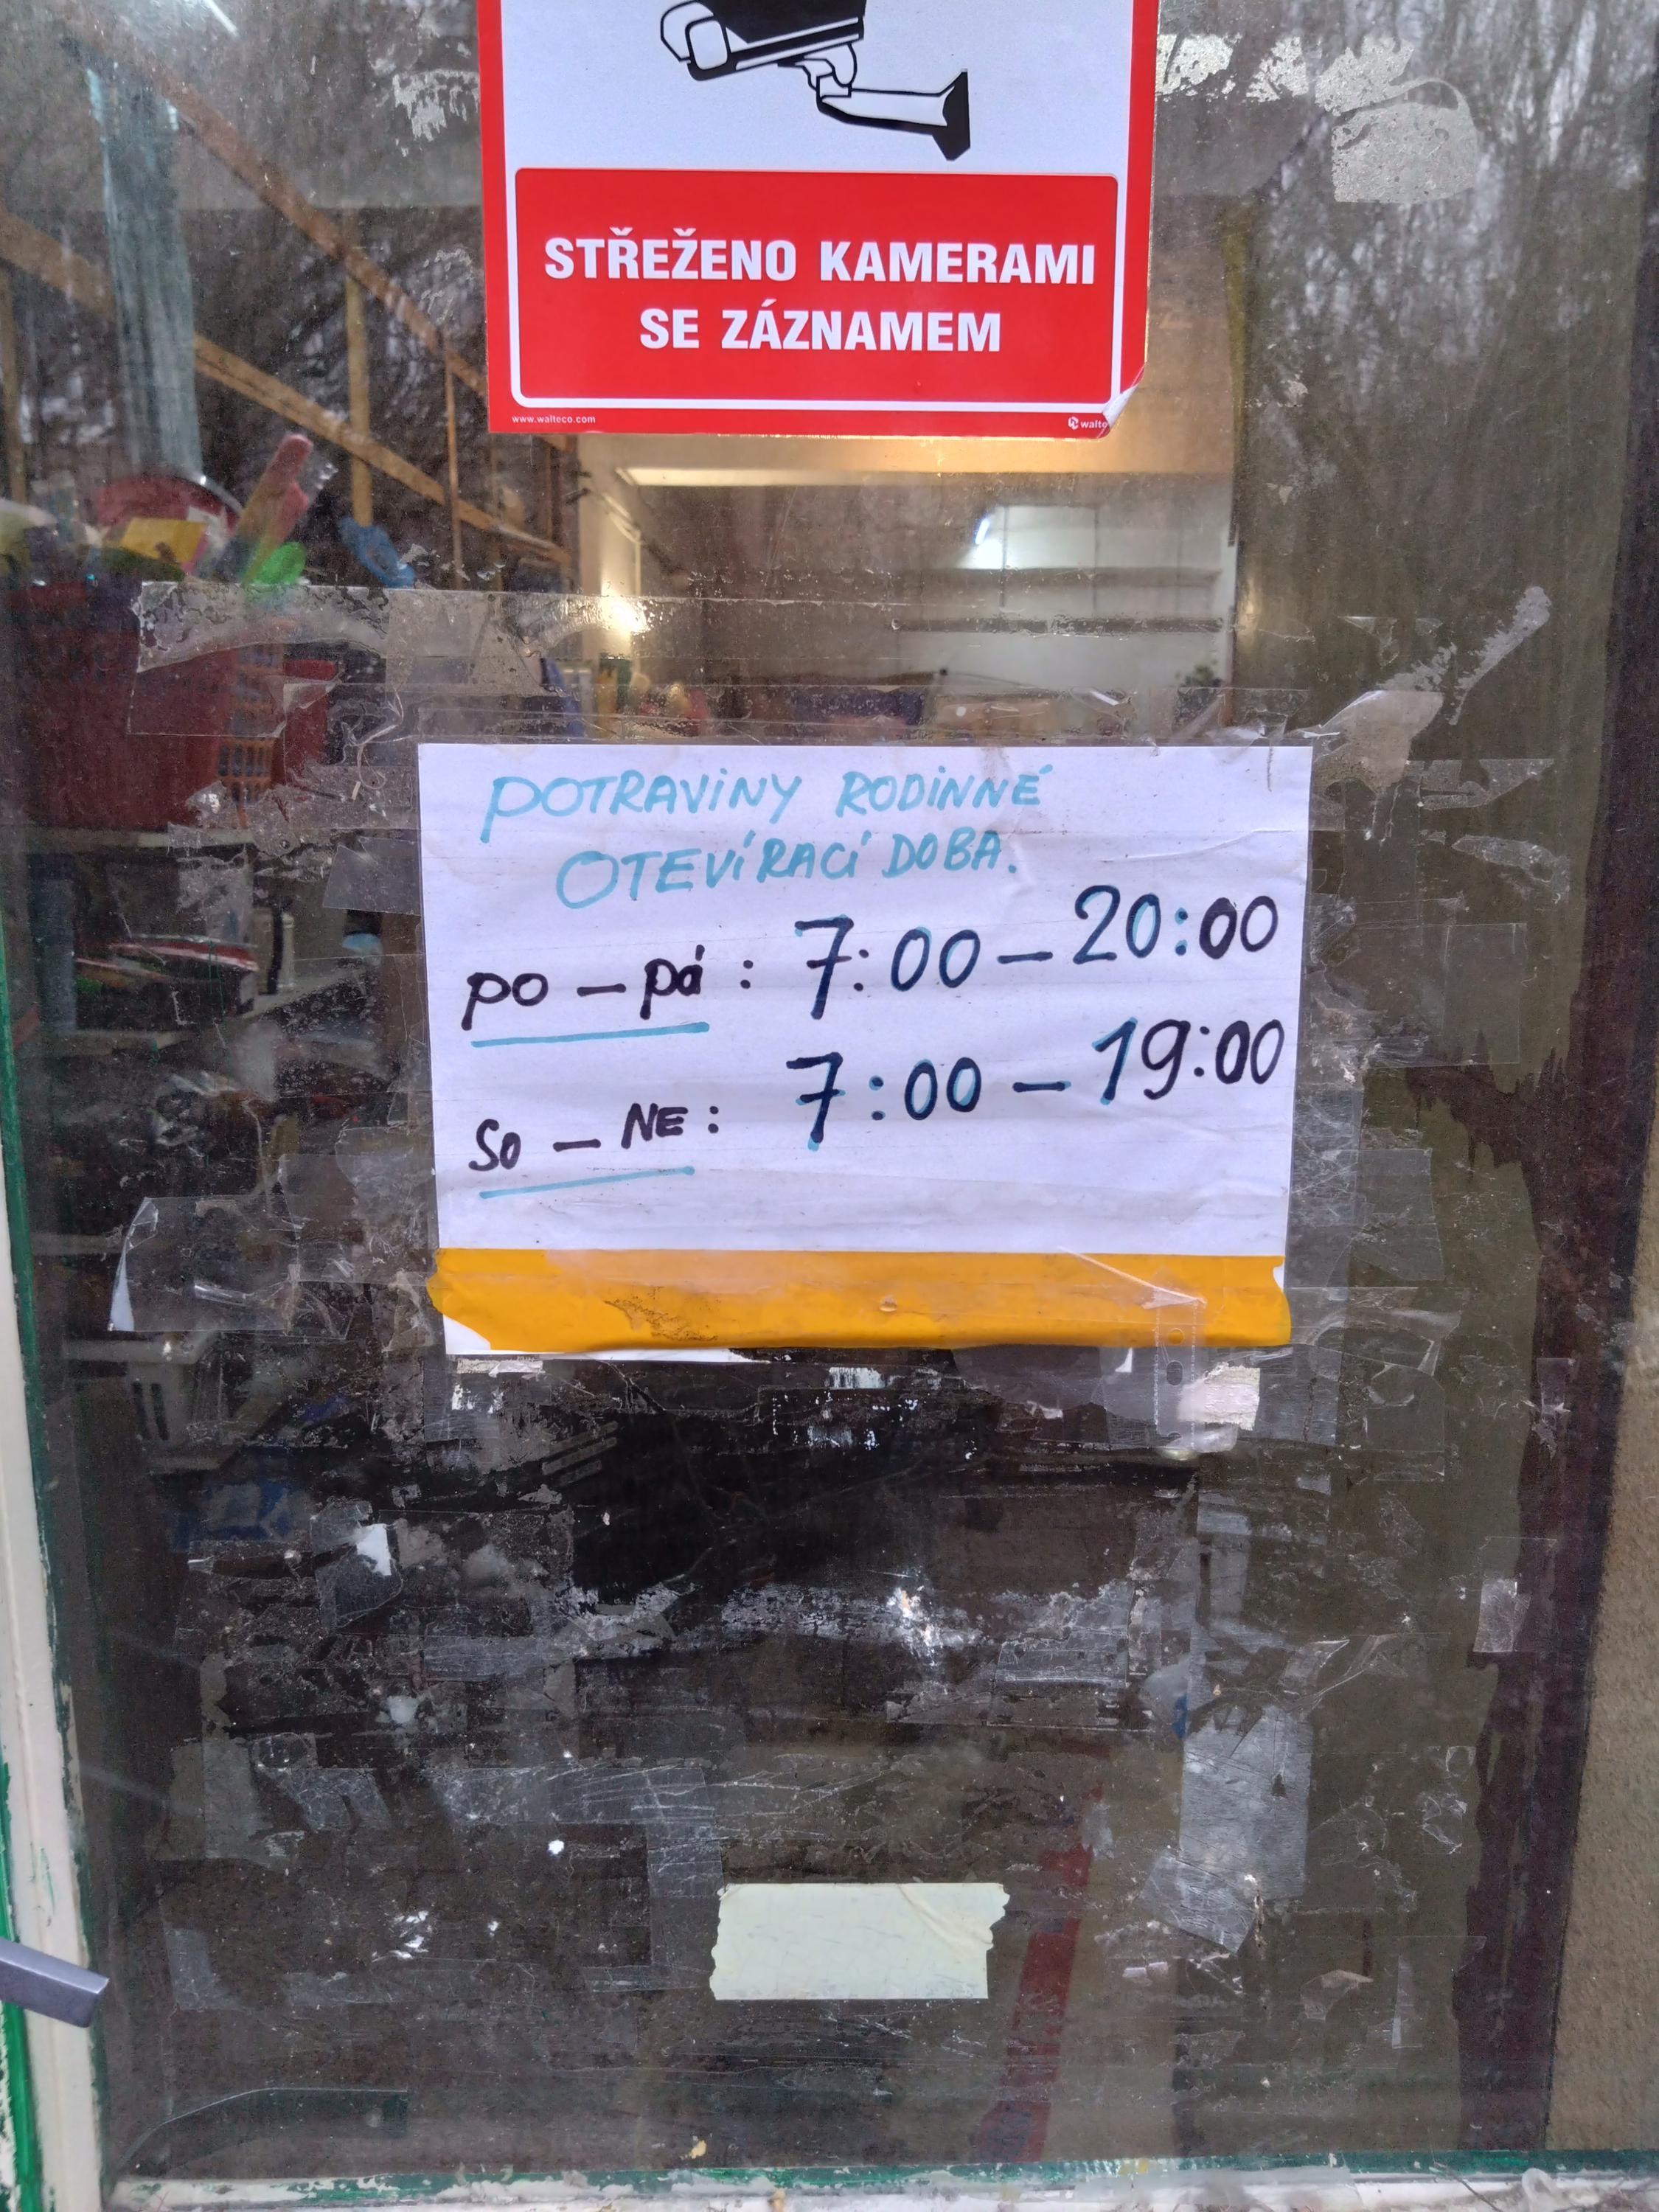 STŘEŽENO KAMERAMI
SE ZÁZNAMEM
www.walteco.com
POTRAVINY RODINNÉ
OTEVÍRACÍ DOBA.
po – pá : 7:00 – 20:00
So – NE : 7:00 – 19:00